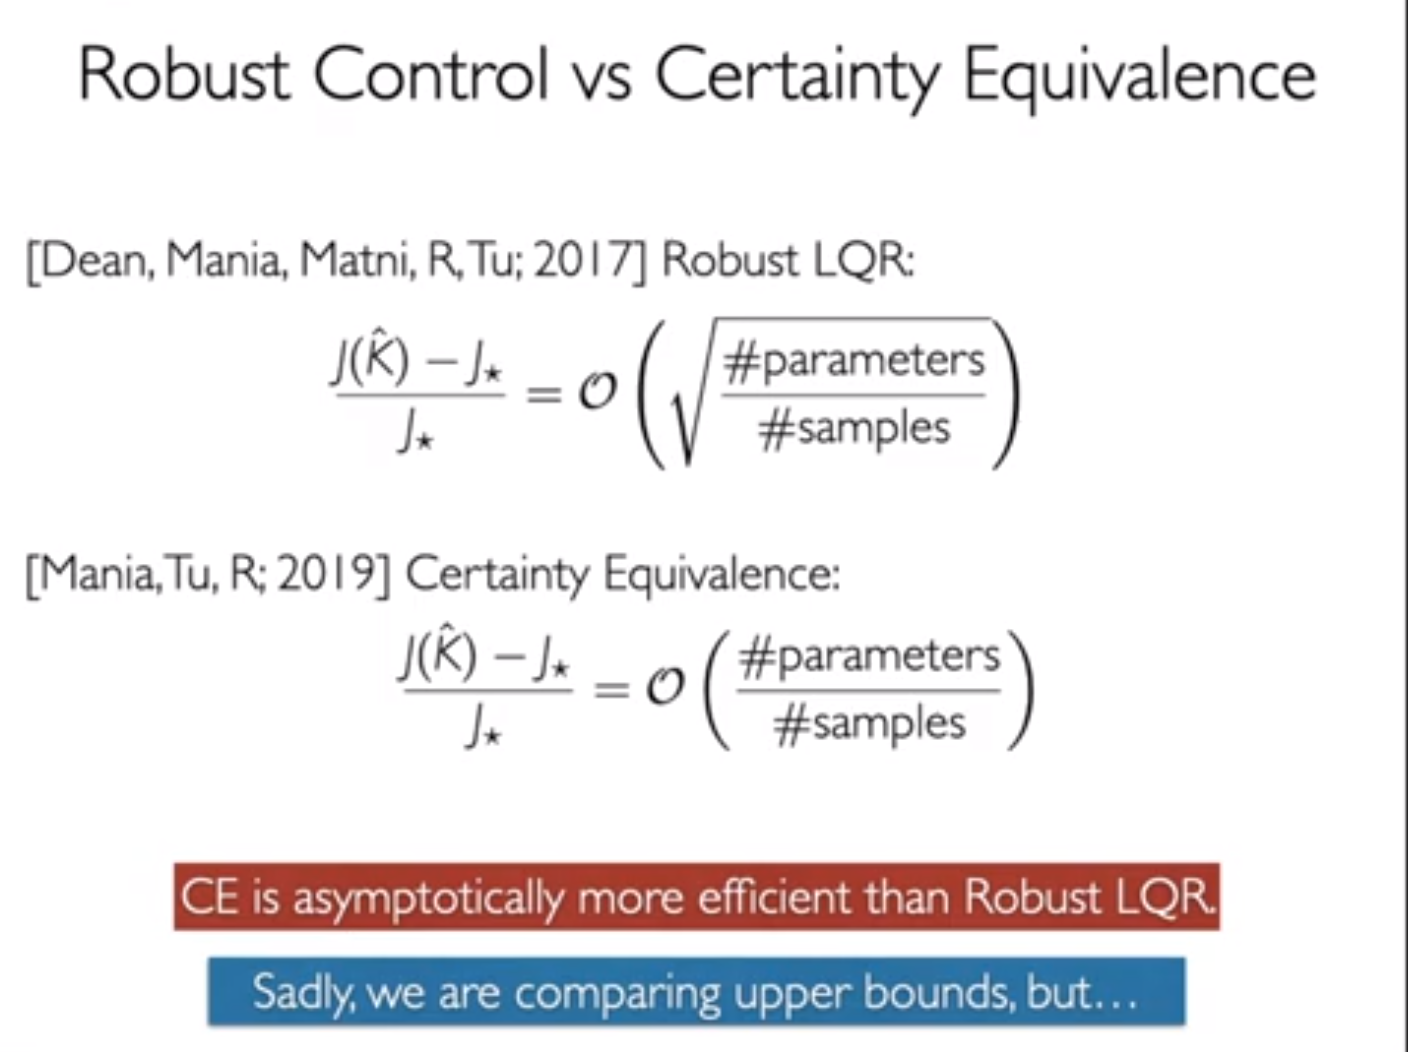 Robust Control vs Certainty Equivalence
[Dean, Mania, Matni, R, Tu; 2017] Robust LQR:
$\frac{J(\hat{K}) - J_\star}{J_\star} = \mathcal{O}\left(\sqrt{\frac{\#\text{parameters}}{\#\text{samples}}}\right)$
[Mania, Tu, R; 2019] Certainty Equivalence:
$\frac{J(\hat{K}) - J_\star}{J_\star} = \mathcal{O}\left(\frac{\#\text{parameters}}{\#\text{samples}}\right)$
CE is asymptotically more efficient than Robust LQR.
Sadly, we are comparing upper bounds, but…